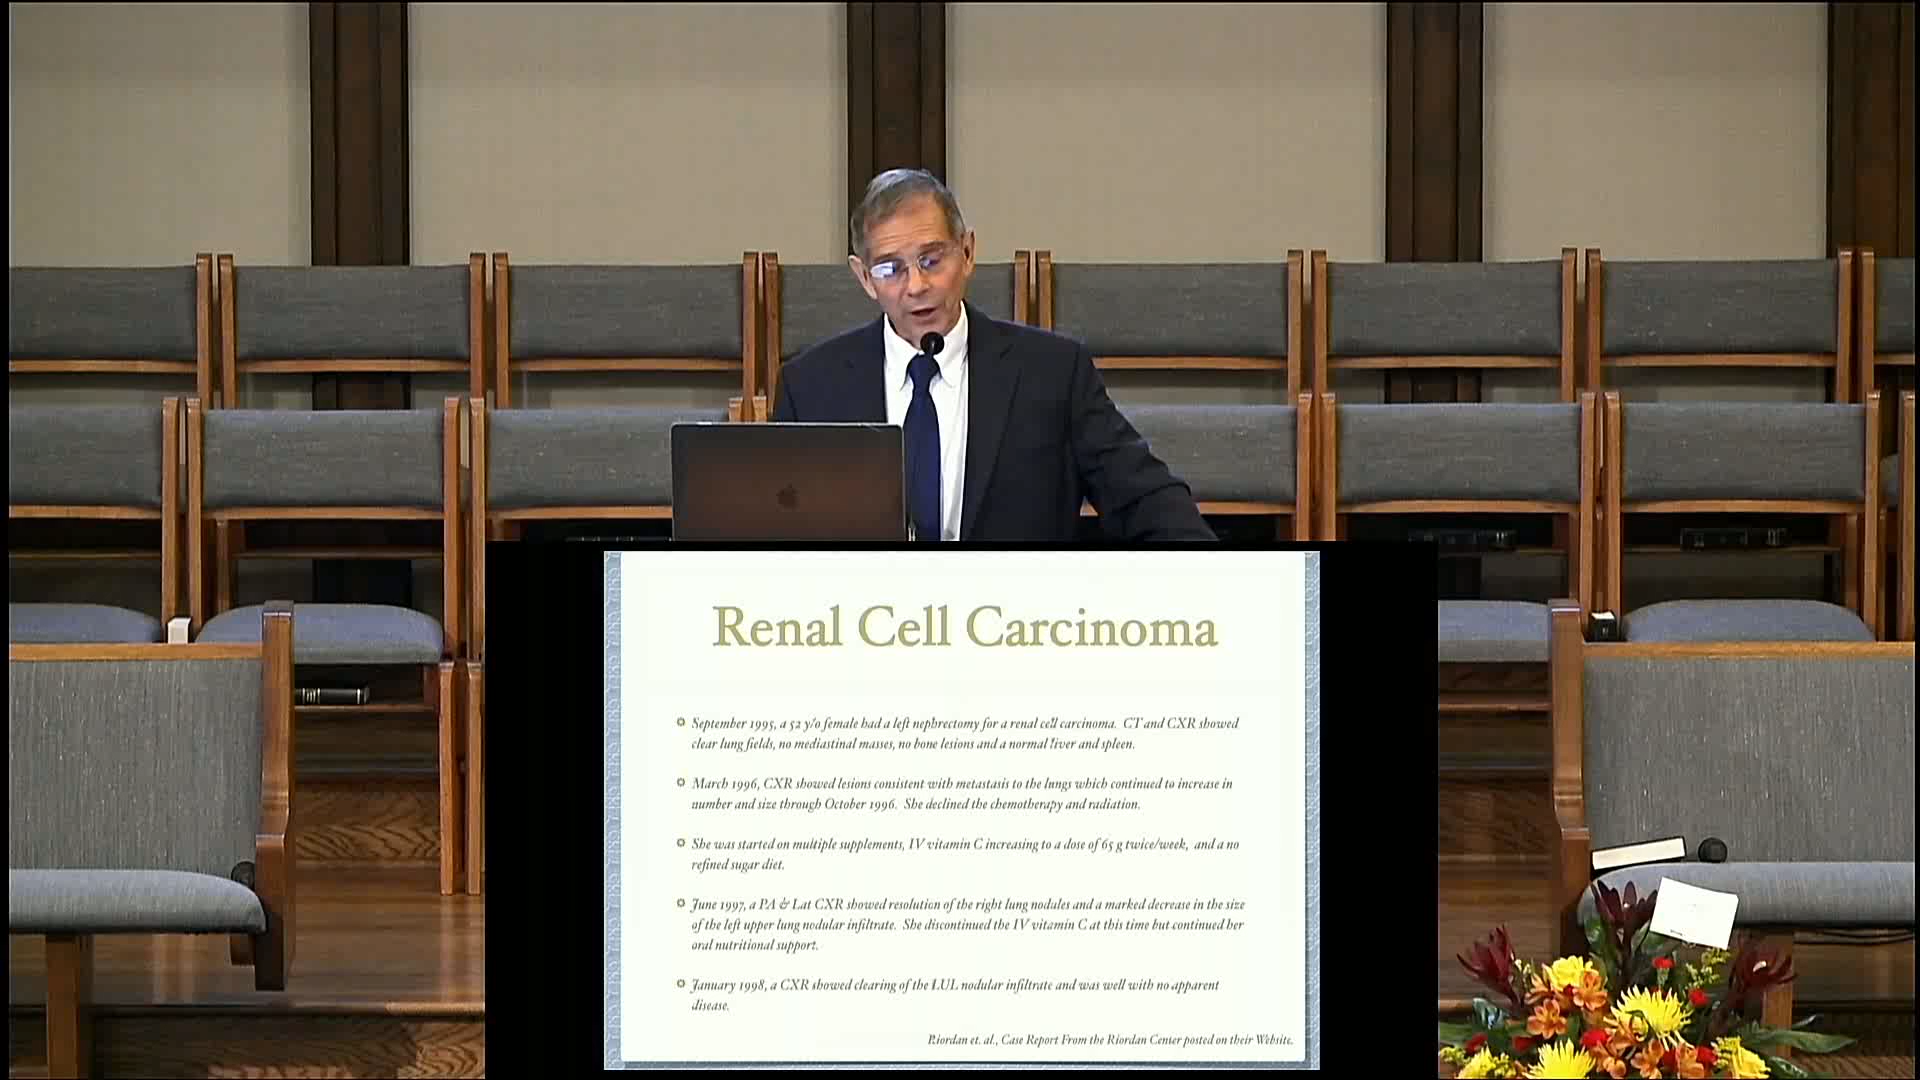 Renal Cell Carcinoma
September 1995, a 52 y/o female had a left nephrectomy for a renal cell carcinoma. CT and CXR showed
clear lung fields, no mediastinal masses, no bone lesions and a normal liver and spleen.
March 1996, CXR showed lesions consistent with metastasis to the lungs which continued to increase in
number and size through October 1996. She declined the chemotherapy and radiation.
She was started on multiple supplements, IV vitamin C increasing to a dose of 65 g twice/week, and a no
refined sugar diet.
June 1997, a PA & Lat CXR showed resolution of the right lung nodules and a marked decrease in the size
of the left upper lung nodular infiltrate. She discontinued the IV vitamin C at this time but continued her
oral nutritional support.
January 1998, a CXR showed clearing of the LUL nodular infiltrate and was well with no apparent
disease.
Riordan et. al., Case Report From the Riordan Center posted on their Website.